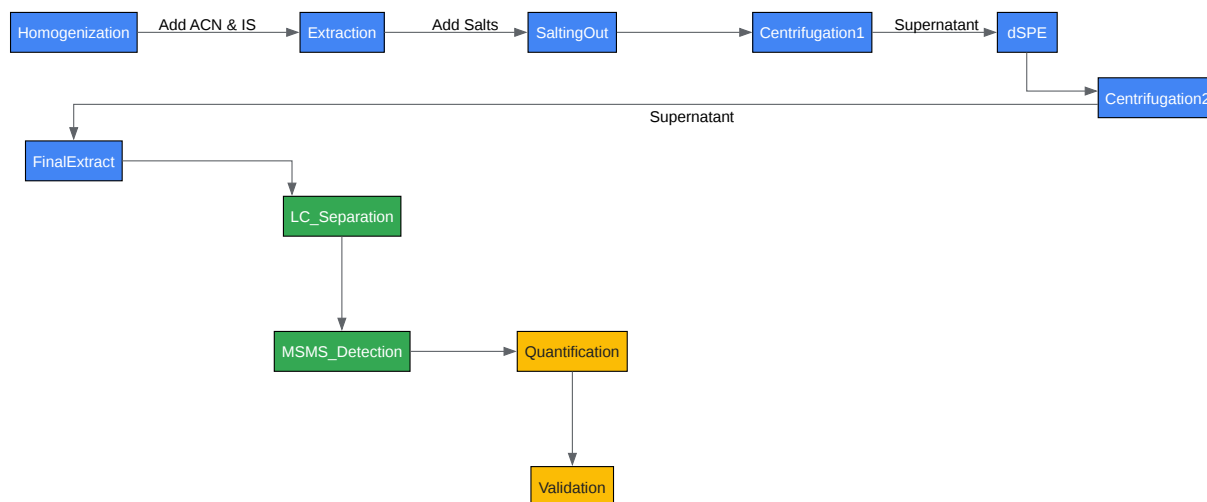 Homogenization
Add ACN & IS
Extraction
Add Salts
SaltingOut
Centrifugation1
Supernatant
dSPE
Centrifugation2
Supernatant
FinalExtract
LC_Separation
MSMS_Detection
Quantification
Validation